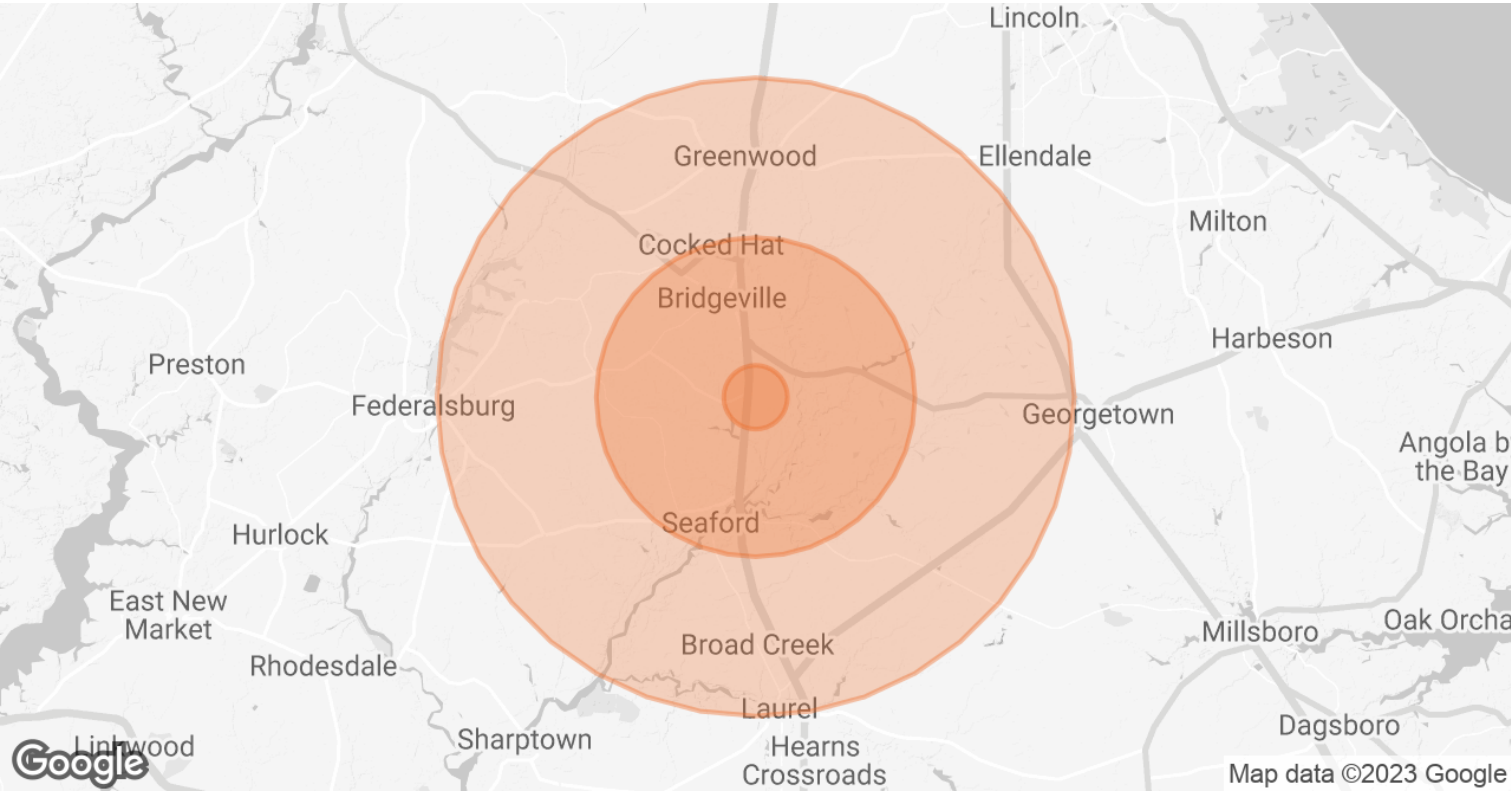 Lincoln
Greenwood
Ellendale
Milton
Cocked Hat
Bridgeville
Harbeson
Preston
Federalsburg
Georgetown
Angola b
the Bay
Seaford
Hurlock
East New
Market
Millsboro
Oak Orcha
Broad Creek
Rhodesdale
Laurel
Dagsboro
Sharptown
Linkwood
Hearns
Crossroads
Google
Map data ©2023 Google